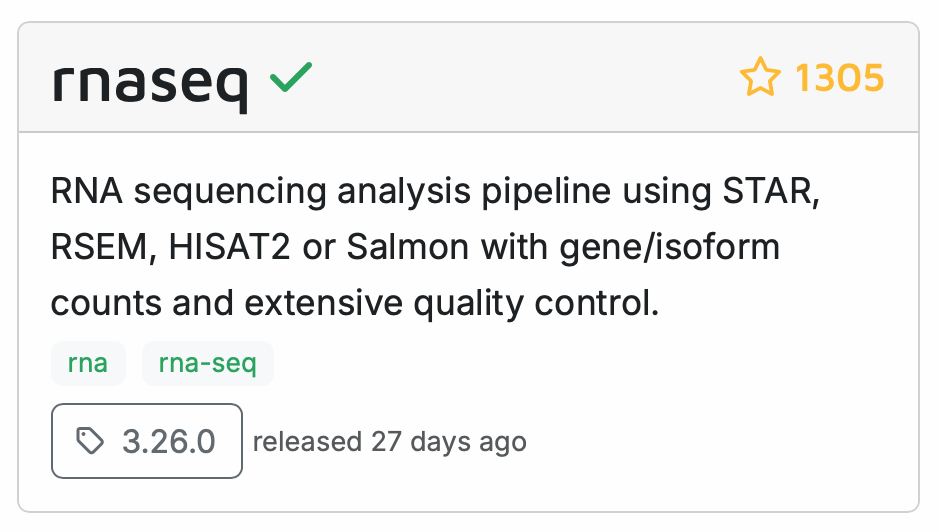 rnaseq
1305
RNA sequencing analysis pipeline using STAR,
RSEM, HISAT2 or Salmon with gene/isoform
counts and extensive quality control.
rna rna-seq
3.26.0 released 27 days ago